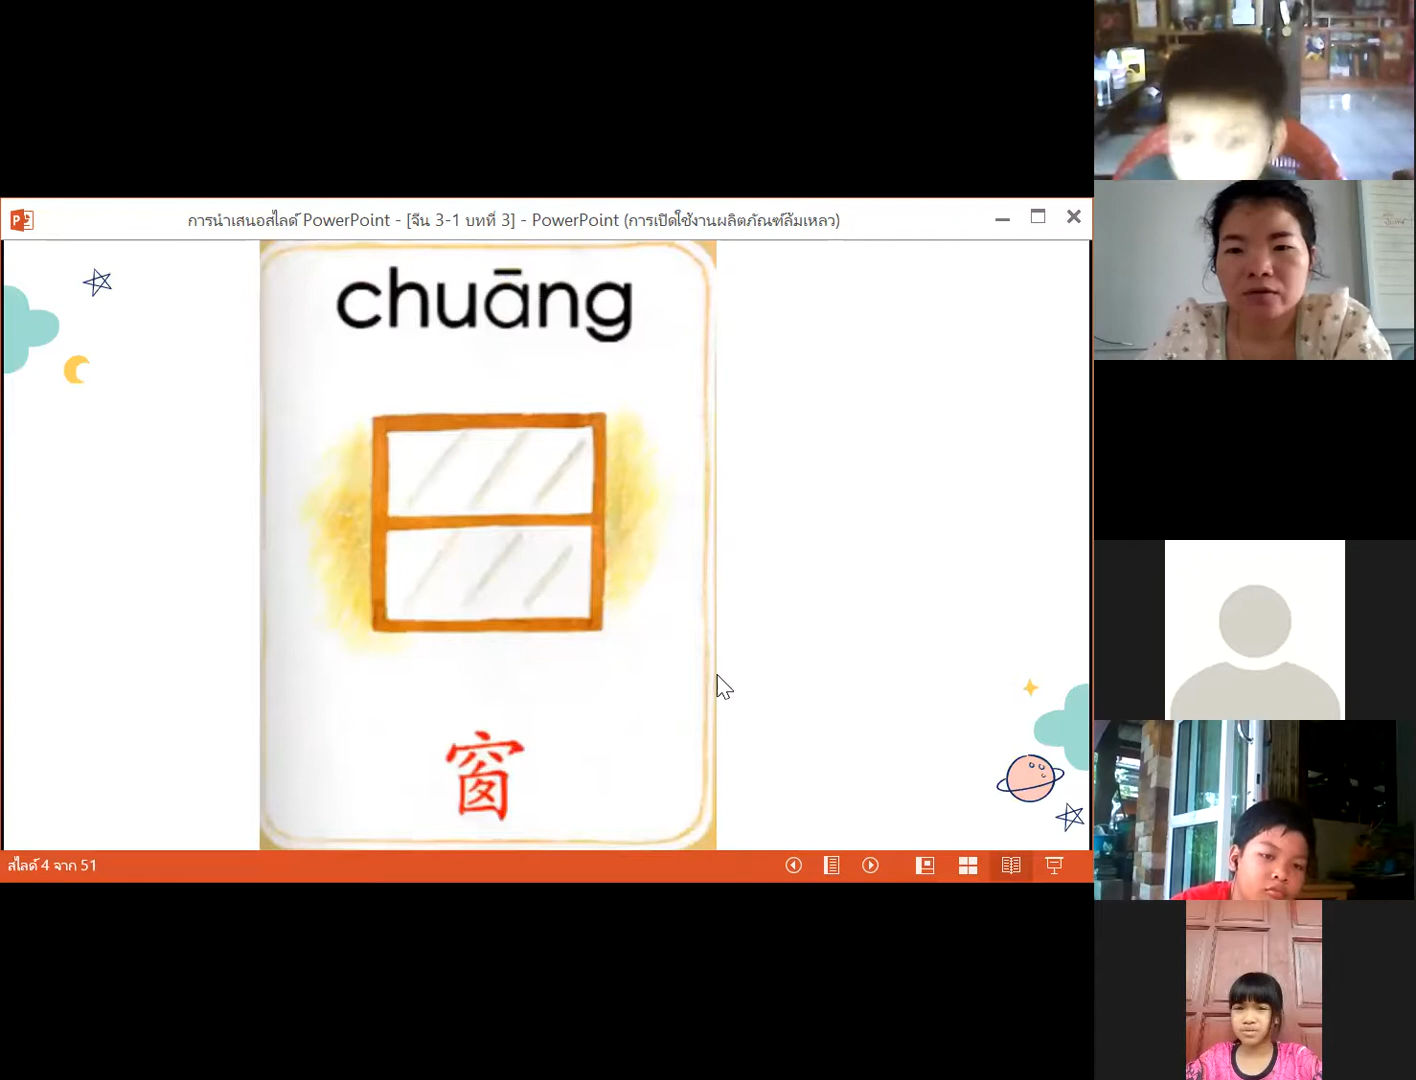 การนำเสนอสไลด์ PowerPoint - [จีน 3-1 บทที่ 3] - PowerPoint (การเปิดใช้งานผลิตภัณฑ์ล้มเหลว)
chuāng
窗
สไลด์ 4 จาก 51